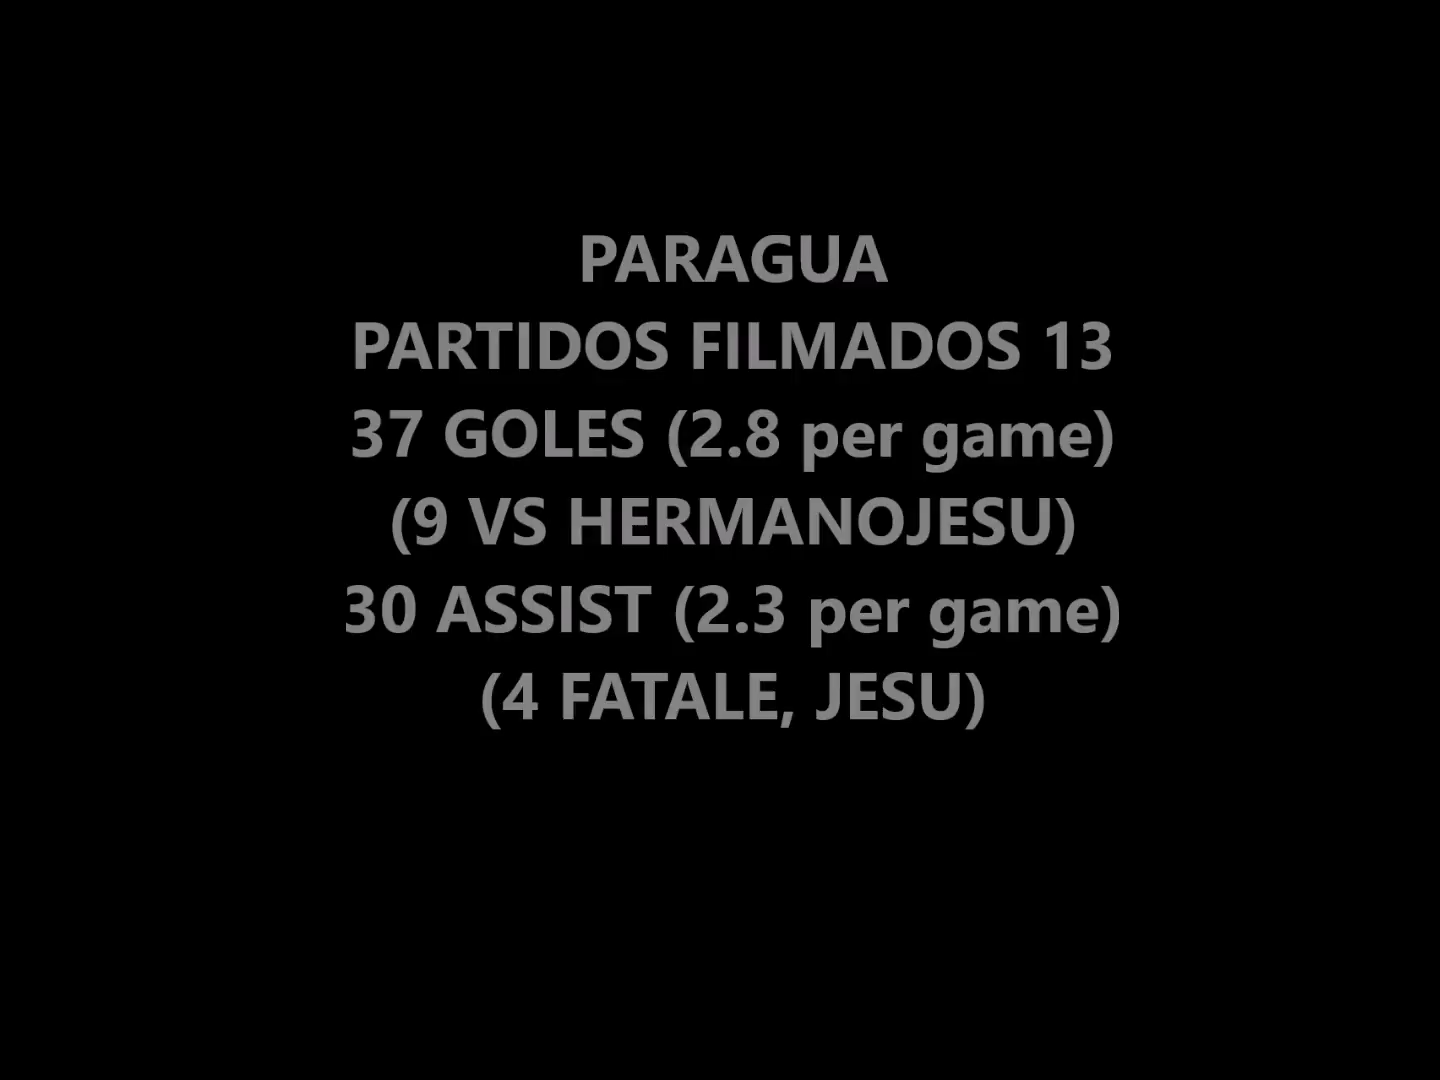 PARAGUA
PARTIDOS FILMADOS 13
37 GOLES (2.8 per game)
(9 VS HERMANOJESU)
30 ASSIST (2.3 per game)
(4 FATALE, JESU)